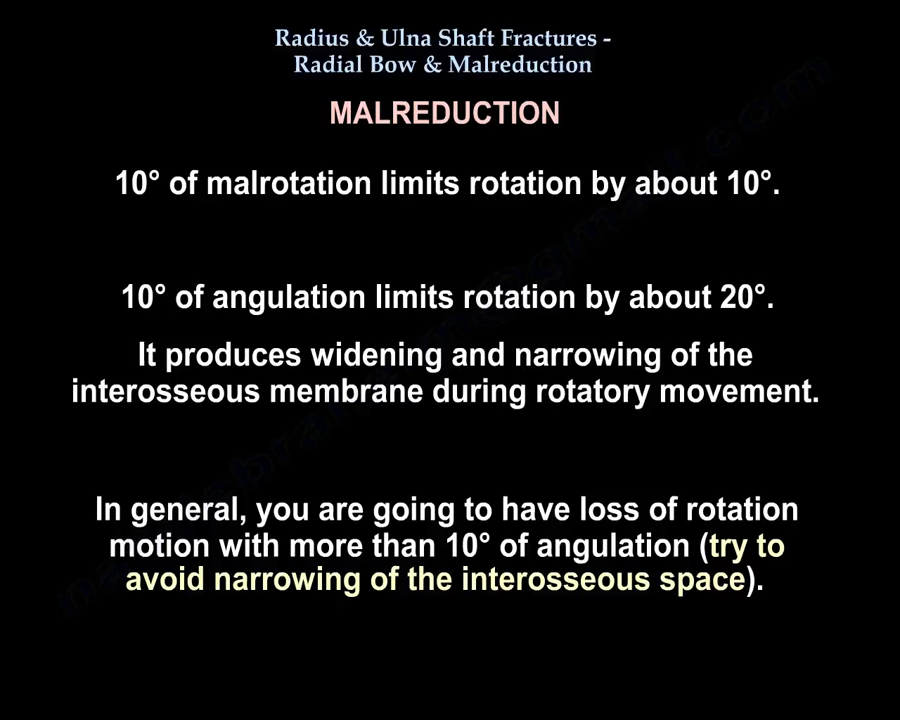 Radius & Ulna Shaft Fractures -
Radial Bow & Malreduction
MALREDUCTION
10° of malrotation limits rotation by about 10°.
10° of angulation limits rotation by about 20°.
It produces widening and narrowing of the
interosseous membrane during rotatory movement.
In general, you are going to have loss of rotation
motion with more than 10° of angulation (try to
avoid narrowing of the interosseous space).